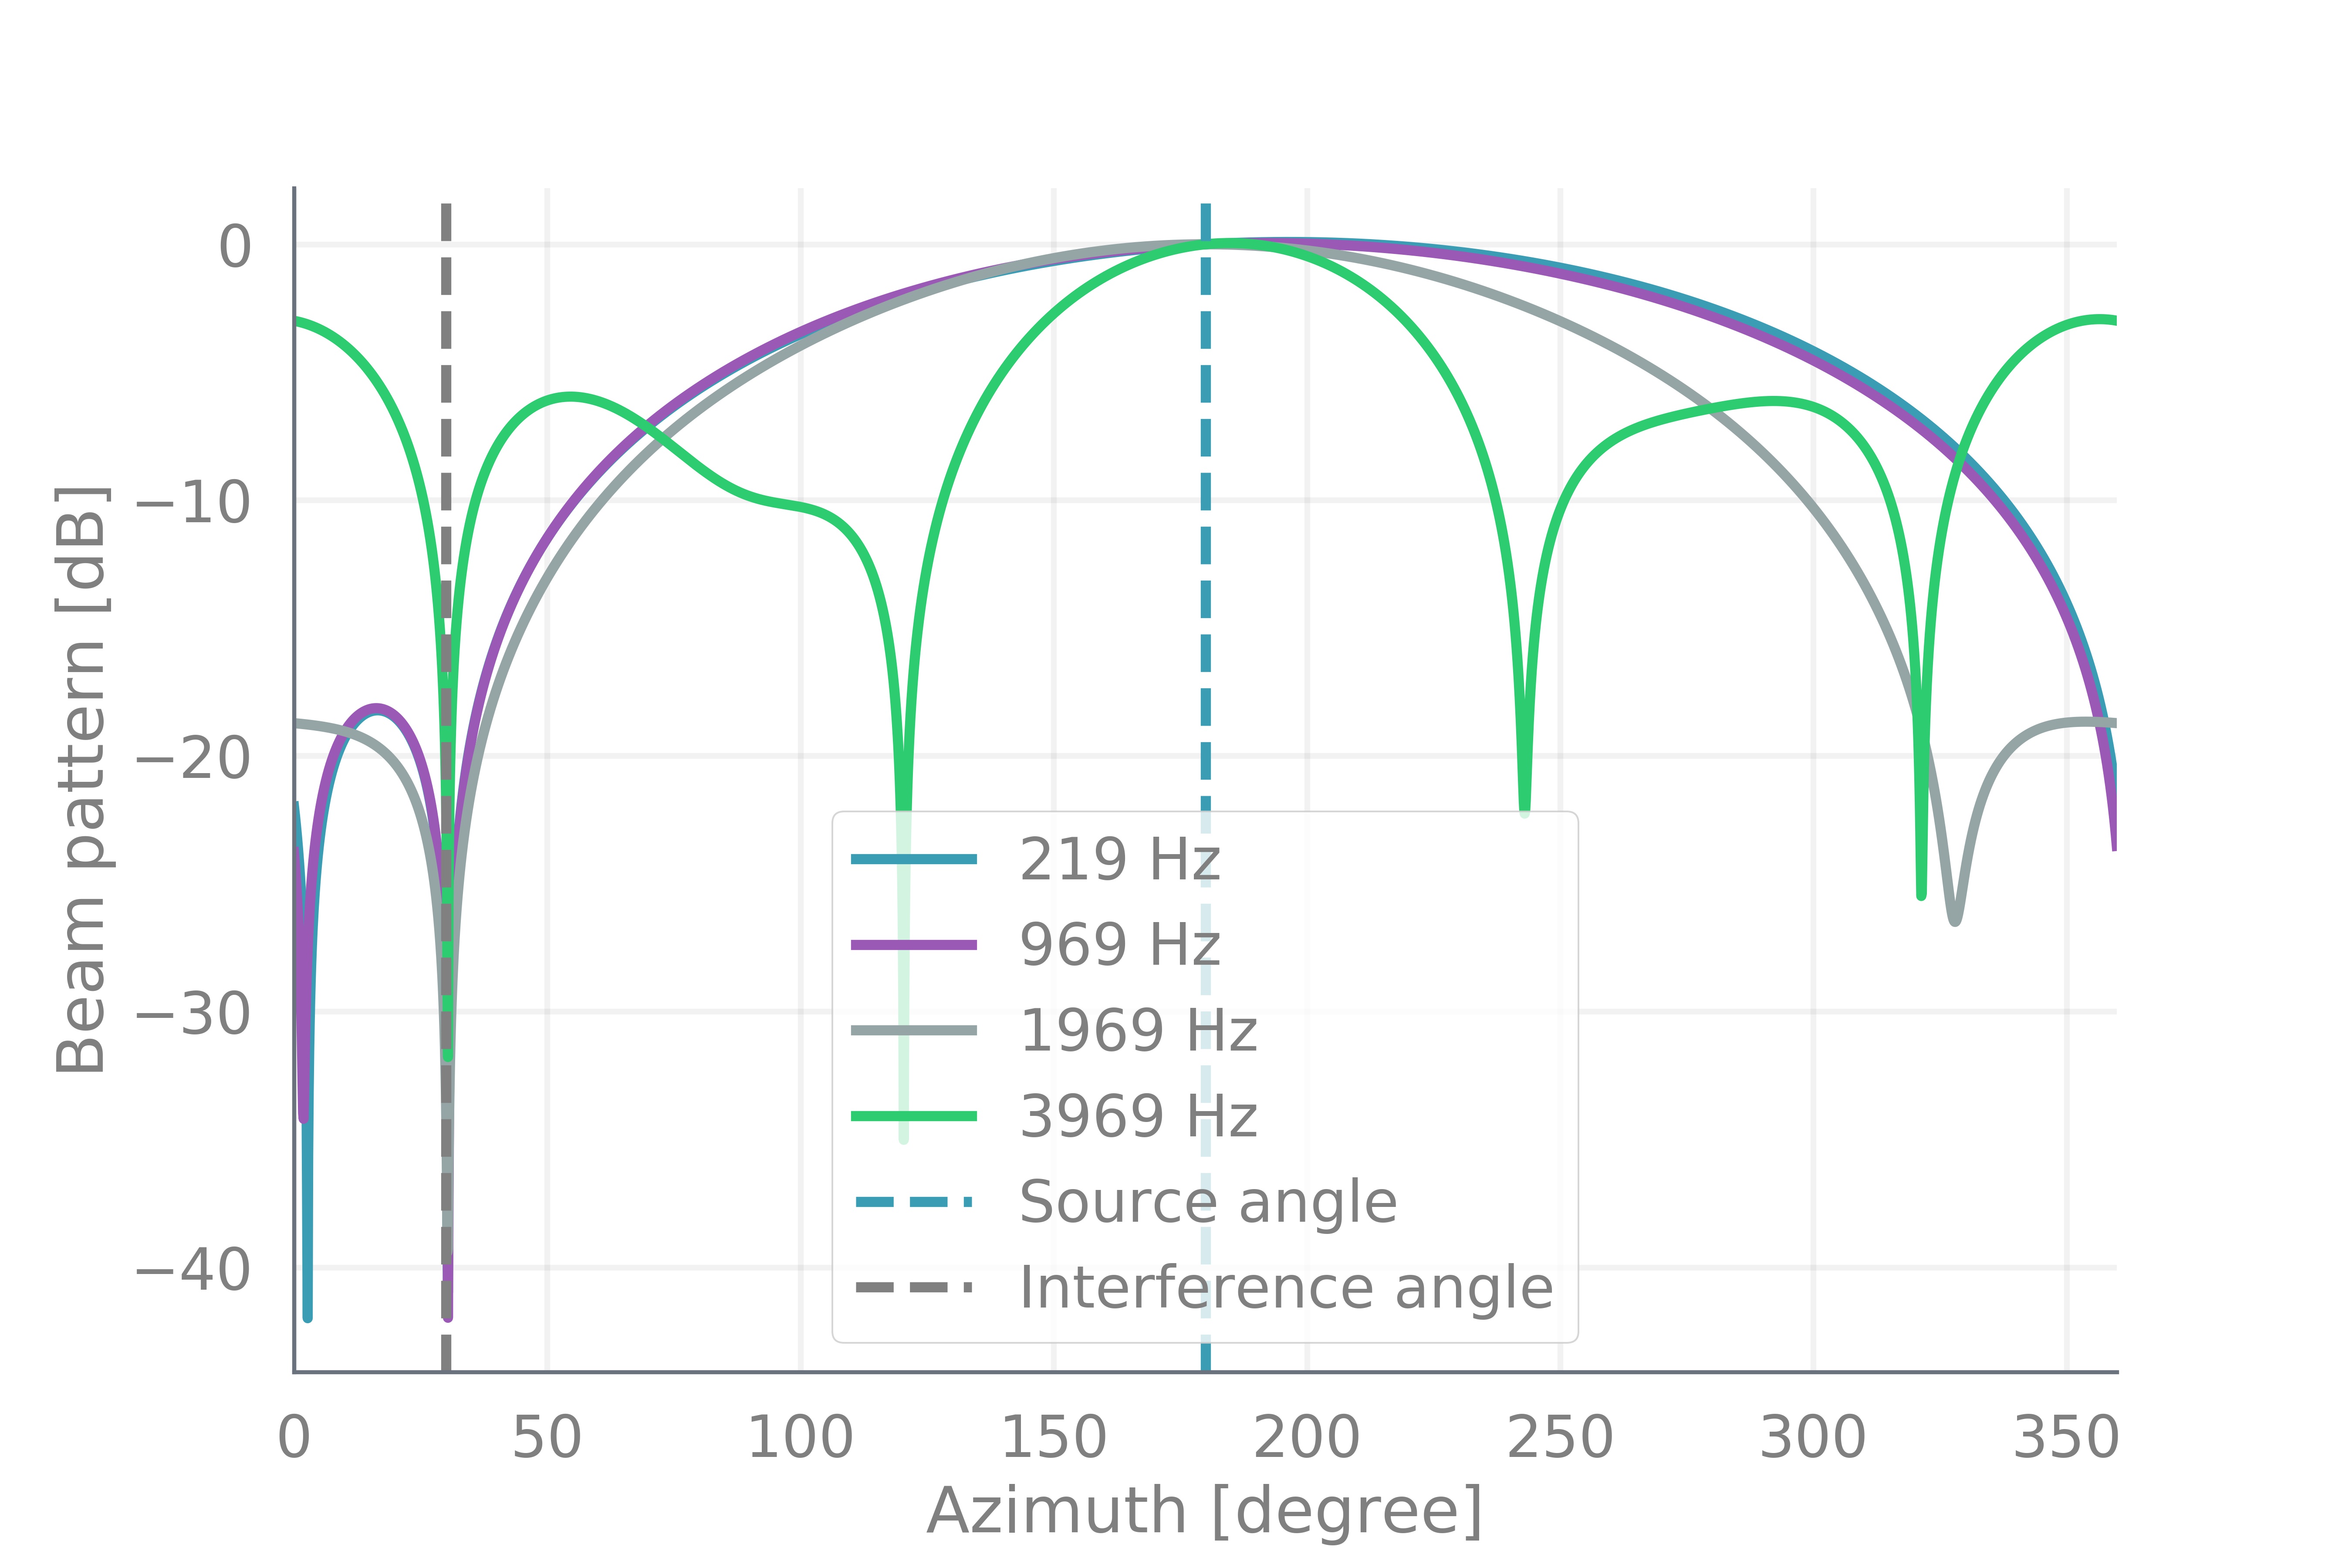 Beam pattern [dB]
0
−10
−20
−30
−40
219 Hz
969 Hz
1969 Hz
3969 Hz
Source angle
Interference angle
0 50 100 150 200 250 300 350
Azimuth [degree]